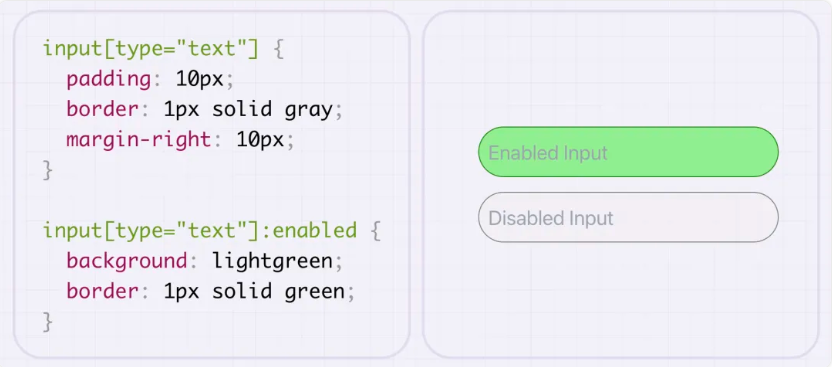 input[type="text"] {
  padding: 10px;
  border: 1px solid gray;
  margin-right: 10px;
}

input[type="text"]:enabled {
  background: lightgreen;
  border: 1px solid green;
}
Enabled Input
Disabled Input